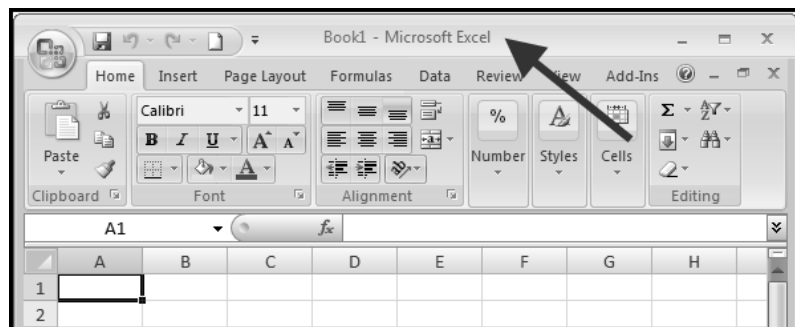 Book1 - Microsoft Excel
Home Insert Page Layout Formulas Data Review View Add-Ins
Calibri 11 % Σ
B I U A A A A Z
Paste Number Styles Cells
A
Clipboard Font Alignment Editing
A1 fx
A B C D E F G H
1
2